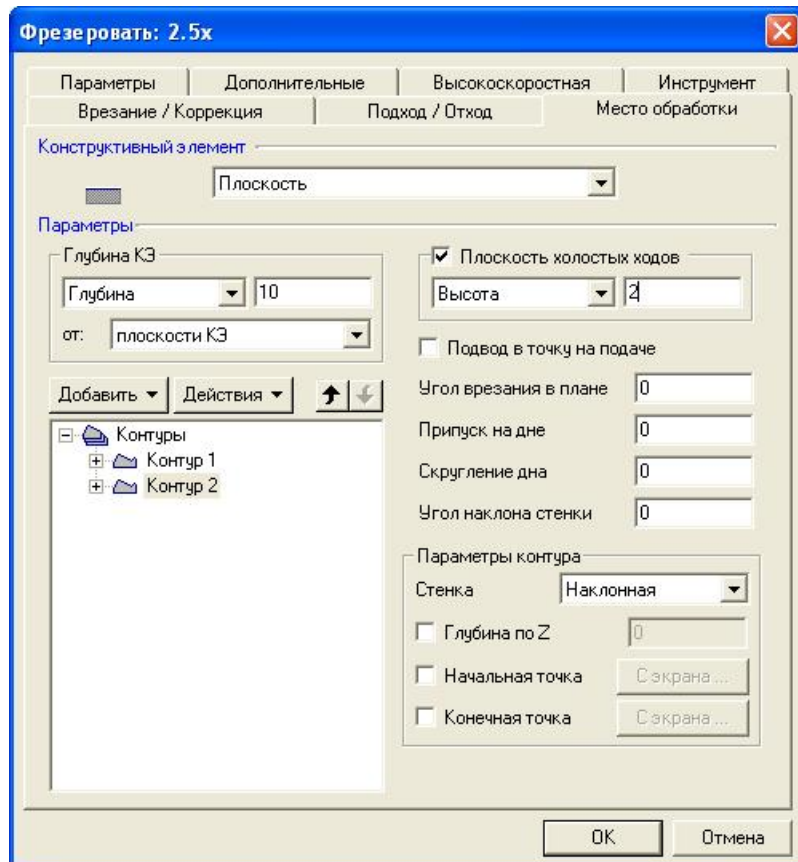 Фрезеровать: 2.5x
Параметры Дополнительные Высокоскоростная Инструмент
Врезание / Коррекция Подход / Отход Место обработки
Конструктивный элемент
Плоскость
Параметры
Глубина КЭ
Глубина 10
от: плоскости КЭ
Плоскость холостых ходов
Высота 2
Подвод в точку на подаче
Угол врезания в плане 0
Припуск на дне 0
Скругление дна 0
Угол наклона стенки 0
Добавить Действия
Контуры
Контур 1
Контур 2
Параметры контура
Стенка Наклонная
Глубина по Z 0
Начальная точка С экрана ...
Конечная точка С экрана ...
OK Отмена